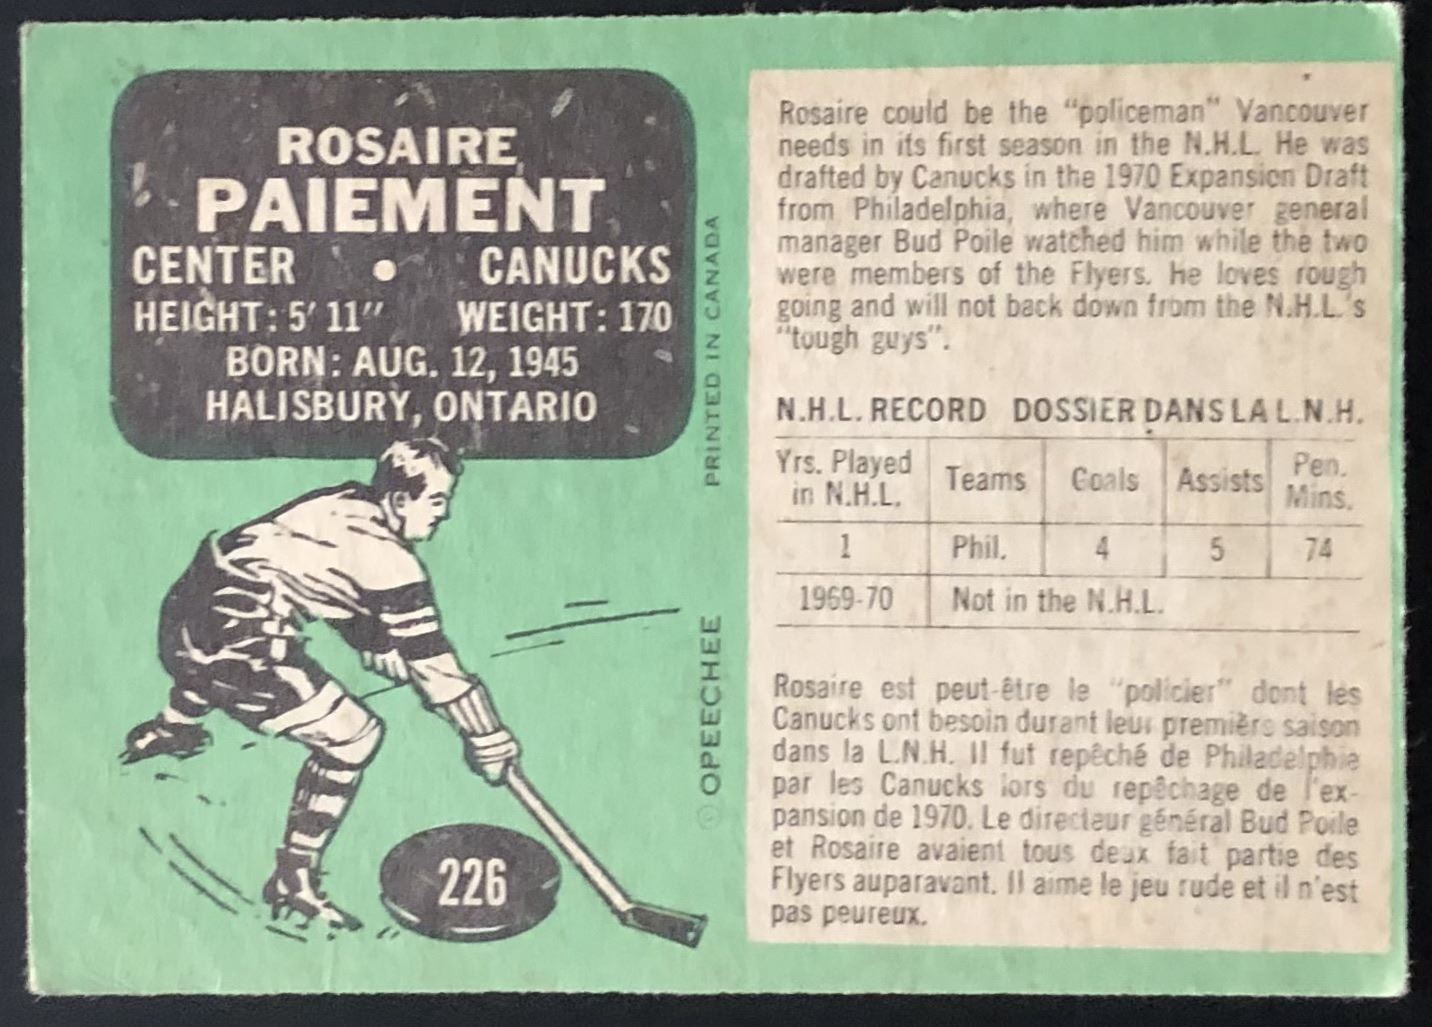 ROSAIRE
PAIEMENT
CENTER • CANUCKS
HEIGHT: 5' 11" WEIGHT: 170
BORN: AUG. 12, 1945
HALISBURY, ONTARIO
226
© OPEECHEE PRINTED IN CANADA
Rosaire could be the "policeman" Vancouver
needs in its first season in the N.H.L. He was
drafted by Canucks in the 1970 Expansion Draft
from Philadelphia, where Vancouver general
manager Bud Poile watched him while the two
were members of the Flyers. He loves rough
going and will not back down from the N.H.L.'s
"tough guys".
N.H.L. RECORD DOSSIER DANS LA L.N.H.
Yrs. Played in N.H.L. Teams Goals Assists Pen. Mins.
1 Phil. 4 5 74
1969-70 Not in the N.H.L.
Rosaire est peut-être le "policier" dont les
Canucks ont besoin durant leur première saison
dans la L.N.H. Il fut repêché de Philadelphie
par les Canucks lors du repêchage de l'ex-
pansion de 1970. Le directeur général Bud Poile
et Rosaire avaient tous deux fait partie des
Flyers auparavant. Il aime le jeu rude et il n'est
pas peureux.